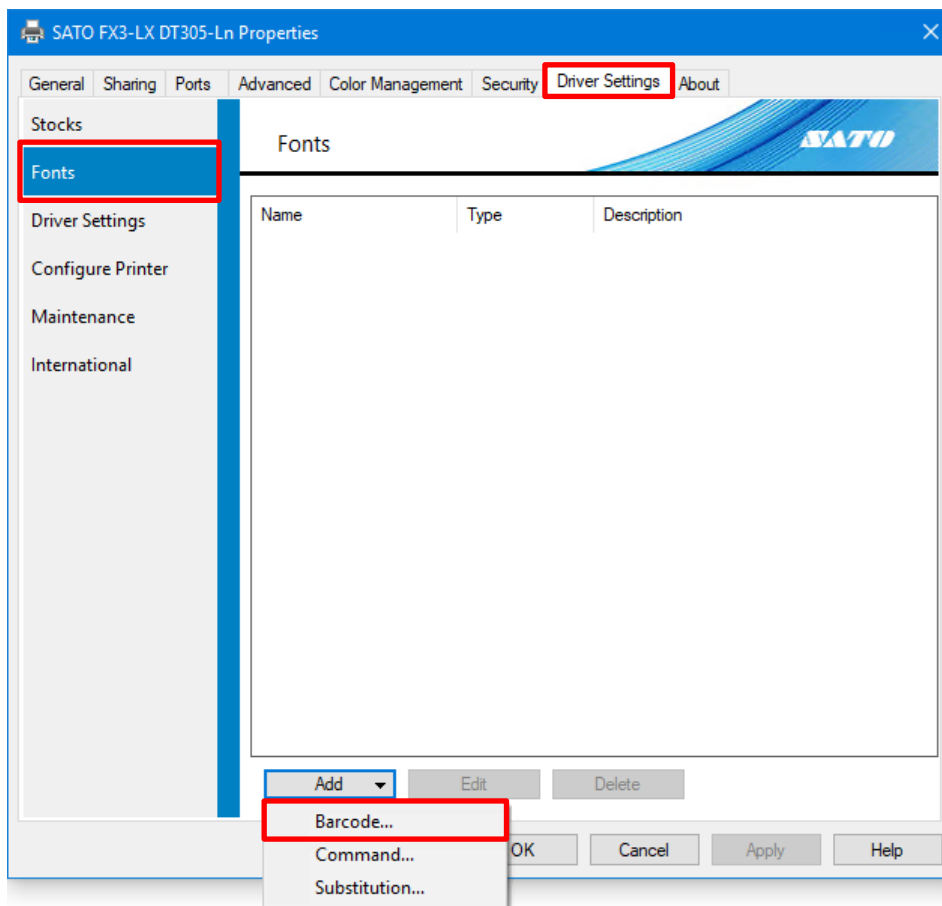 SATO FX3-LX DT305-Ln Properties
General Sharing Ports Advanced Color Management Security Driver Settings About
Stocks
Fonts
SATO
Fonts
Driver Settings
Configure Printer
Maintenance
International
Name Type Description
Add Edit Delete
Barcode...
Command...
Substitution...
OK Cancel Apply Help